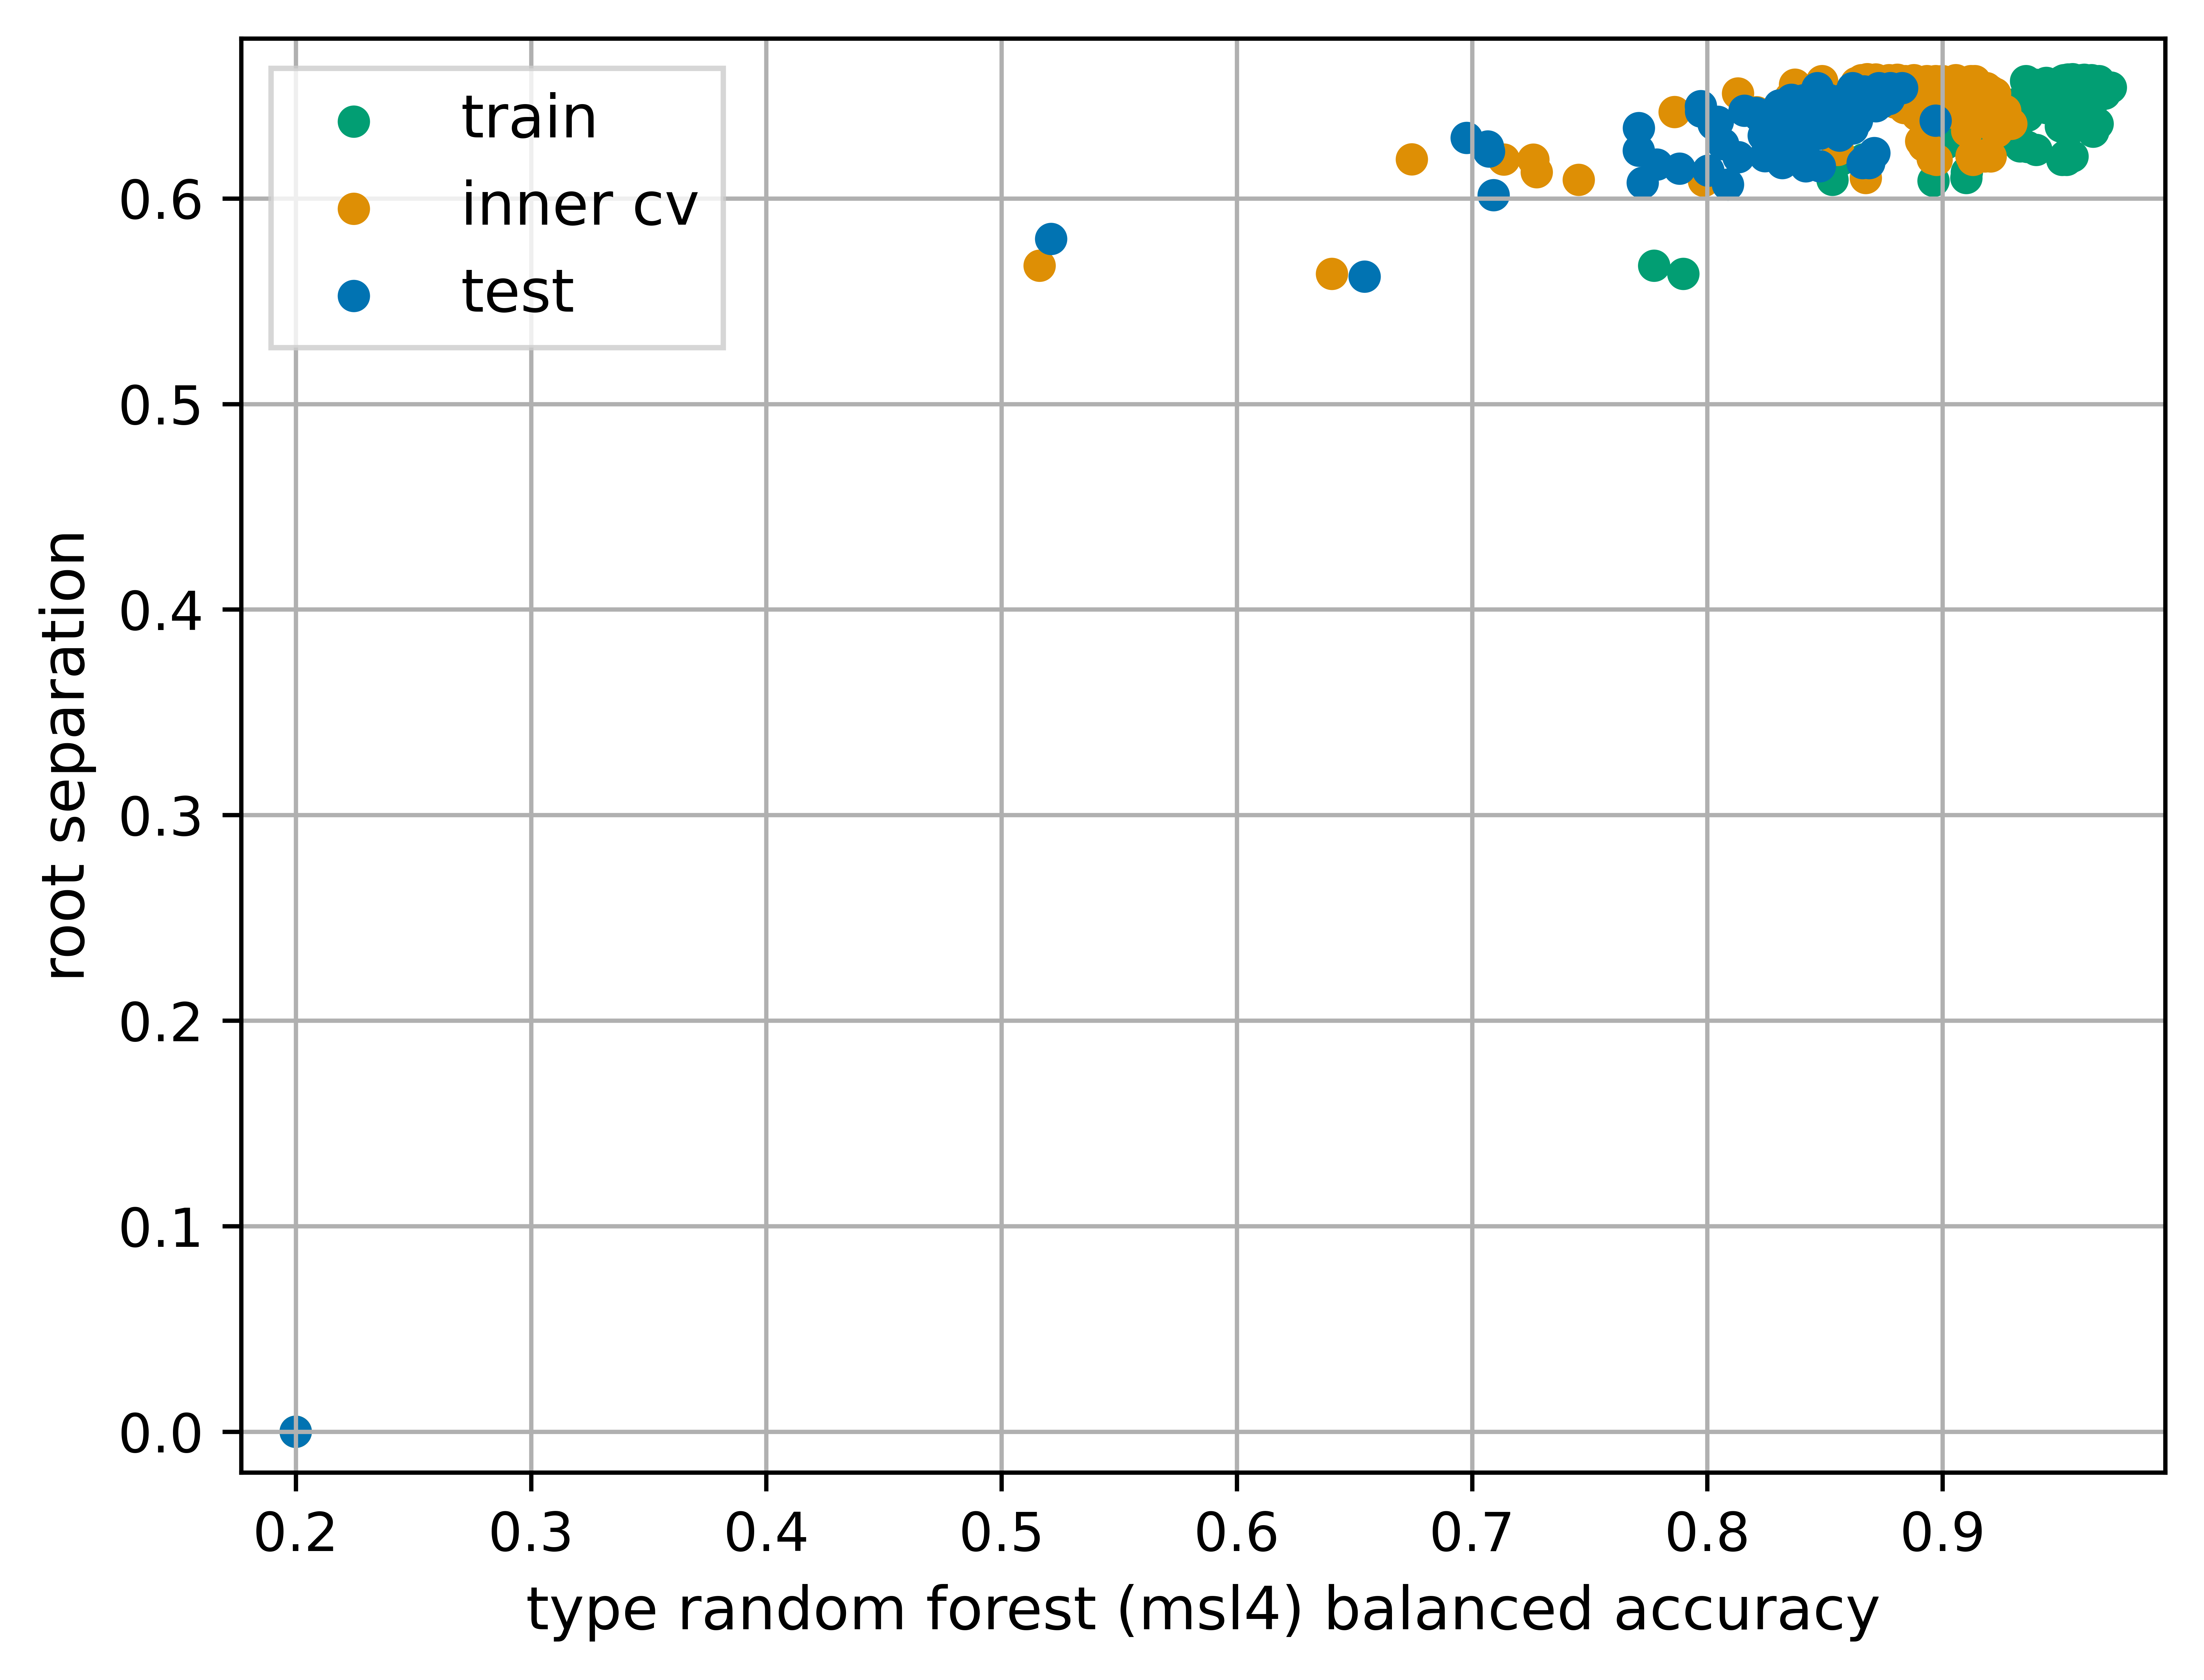 train
inner cv
test
root separation
0.6
0.5
0.4
0.3
0.2
0.1
0.0
0.2 0.3 0.4 0.5 0.6 0.7 0.8 0.9
type random forest (msl4) balanced accuracy